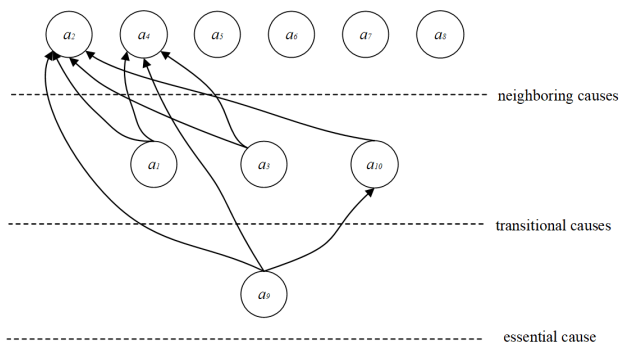 a2 a4 a5 a6 a7 a8
neighboring causes
a1 a3 a10
transitional causes
a9
essential cause